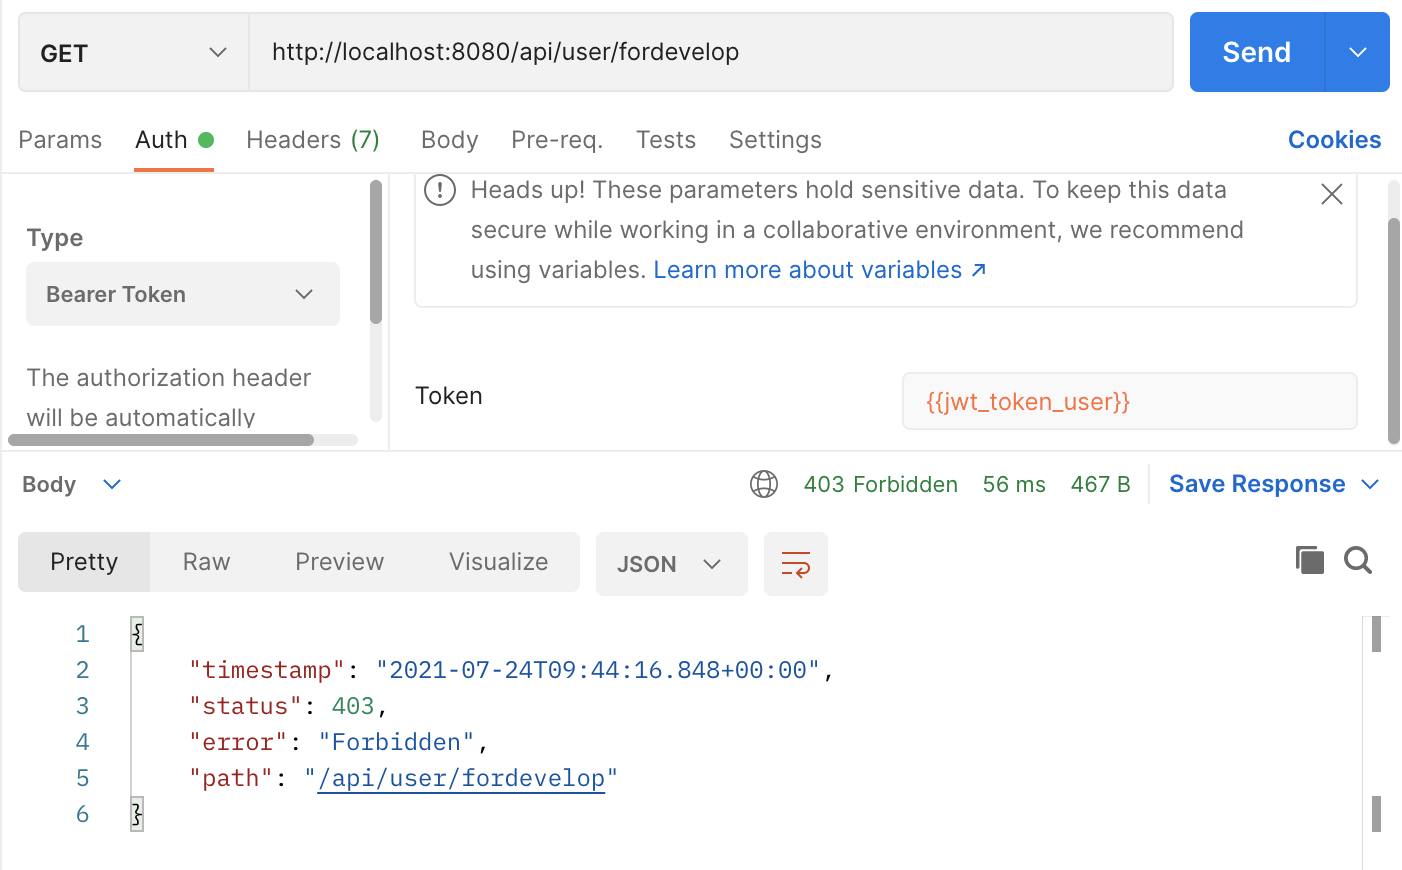 GET
http://localhost:8080/api/user/fordevelop
Send
Params
Auth
Headers (7)
Body
Pre-req.
Tests
Settings
Cookies
Type
Bearer Token
The authorization header
will be automatically
Heads up! These parameters hold sensitive data. To keep this data
secure while working in a collaborative environment, we recommend
using variables. Learn more about variables ↗
Token
{{jwt_token_user}}
Body
403 Forbidden
56 ms
467 B
Save Response
Pretty
Raw
Preview
Visualize
JSON
1 {
2 "timestamp": "2021-07-24T09:44:16.848+00:00",
3 "status": 403,
4 "error": "Forbidden",
5 "path": "/api/user/fordevelop"
6 }